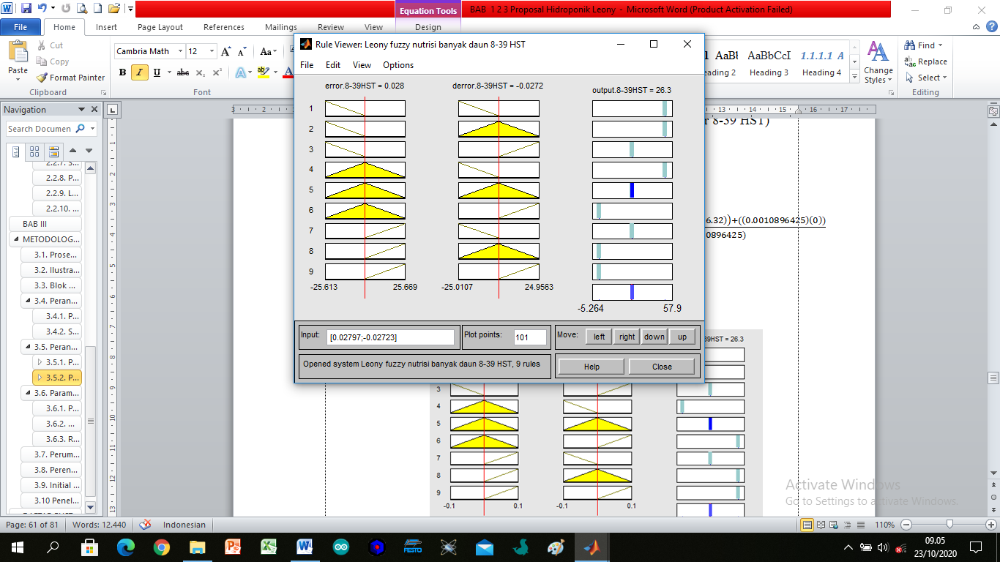 Equation Tools
BAB 1 2 3 Proposal Hidroponik Leony - Microsoft Word (Product Activation Failed)
File Home Insert Page Layout References Mailings Review View Design
Paste
Cut
Copy
Format Painter
Clipboard
Cambria Math 12
Font
AaBl AaBbCcI 1.1.1.1 A
eading 2 Heading 3 Heading 4
Change Styles
Find
Replace
Select
Editing
Navigation
Search Documen
2.2.7. S...
2.2.8. P...
2.2.9. L...
2.2.10. ...
BAB III
METODOLOG...
3.1. Prose...
3.2. Ilustra...
3.3. Blok ...
3.4. Peran...
3.4.1. P...
3.4.2. S...
3.5. Peran...
3.5.1. P...
3.5.2. P...
3.6. Param...
3.6.1. P...
3.6.2. ...
3.6.3. R...
3.7. Perum...
3.8. Peren...
3.9. Initial ...
3.10 Penel...
Rule Viewer: Leony fuzzy nutrisi banyak daun 8-39 HST
File Edit View Options
error.8-39HST = 0.028 derror.8-39HST = -0.0272 output.8-39HST = 26.3
1
2
3
4
5
6
7
8
9
-25.613 25.669 -25.0107 24.9563
-5.264 57.9
Input: [0.02797;-0.02723] Plot points: 101 Move: left right down up
Opened system Leony fuzzy nutrisi banyak daun 8-39 HST, 9 rules Help Close
r 8-39 HST)
6.32))+((0.0010896425)(0))
0896425)
39HST = 26.3
3
4
5
6
7
8
9
-0.1 0.1 -0.1 0.1
Activate Windows
Go to Settings to activate Windows.
Page: 61 of 81 Words: 12.440 Indonesian 110%
FESTO
09.05
23/10/2020